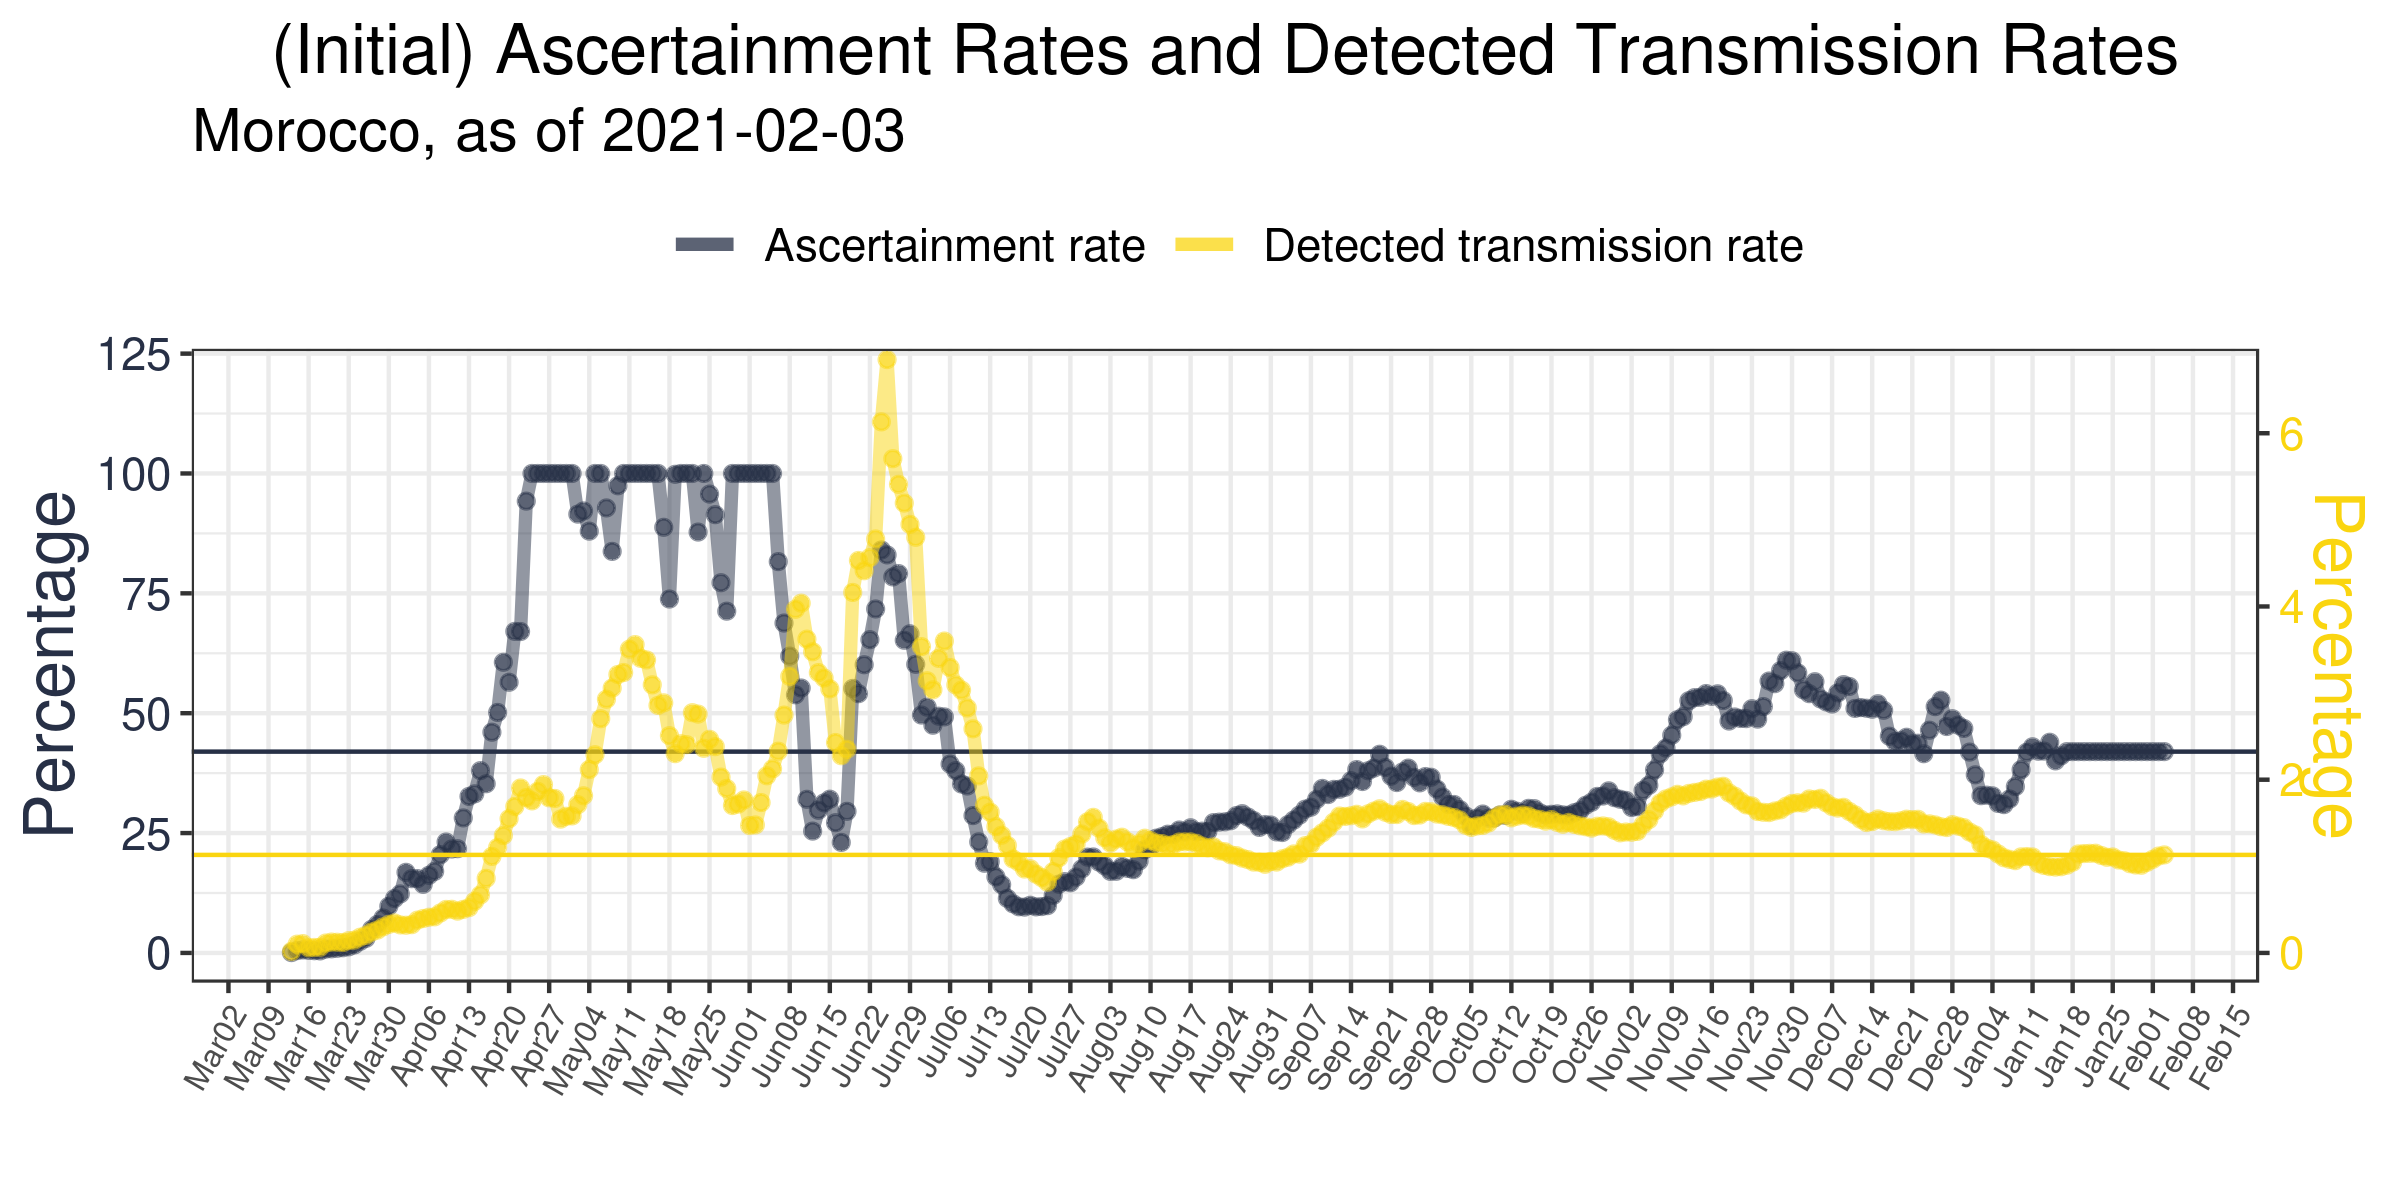 (Initial) Ascertainment Rates and Detected Transmission Rates
Morocco, as of 2021-02-03
Ascertainment rate
Detected transmission rate
125
100
75
50
25
0
Percentage
6
4
2
0
Percentage
Mar02
Mar09
Mar16
Mar23
Mar30
Apr06
Apr13
Apr20
Apr27
May04
May11
May18
May25
Jun01
Jun08
Jun15
Jun22
Jun29
Jul06
Jul13
Jul20
Jul27
Aug03
Aug10
Aug17
Aug24
Aug31
Sep07
Sep14
Sep21
Sep28
Oct05
Oct12
Oct19
Oct26
Nov02
Nov09
Nov16
Nov23
Nov30
Dec07
Dec14
Dec21
Dec28
Jan04
Jan11
Jan18
Jan25
Feb01
Feb08
Feb15